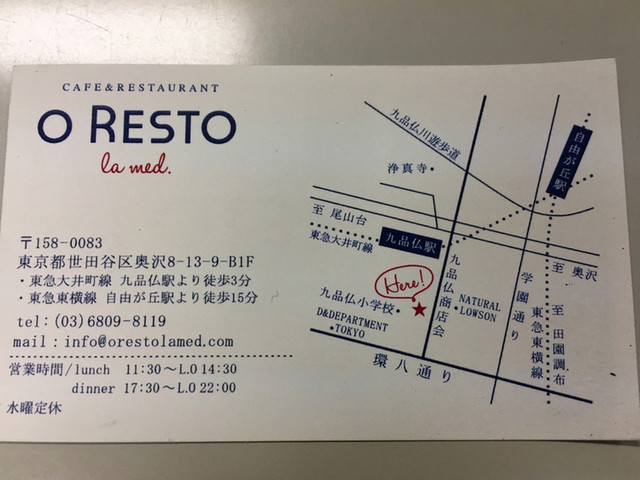 CAFE&RESTAURANT
O RESTO
la med.
〒158-0083
東京都世田谷区奥沢8-13-9-B1F
・東急大井町線 九品仏駅より徒歩3分
・東急東横線 自由が丘駅より徒歩15分
tel: (03)6809-8119
mail : info@orestolamed.com
営業時間/lunch 11:30〜L.O 14:30
dinner 17:30〜L.O 22:00
水曜定休
九品仏川遊歩道
自由が丘駅
浄真寺・
至 尾山台
東急大井町線
九品仏駅
至 奥沢
Here!
九品仏小学校・
D&DEPARTMENT
TOKYO
九品仏商店会
・NATURAL
LOWSON
学園通り
東急東横線
至 田園調布
環八通り